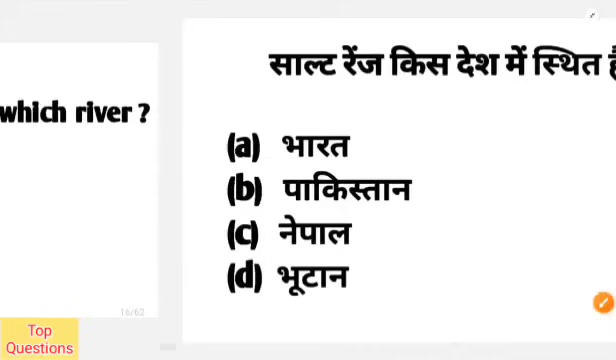 which river ?
16/62
Top
Questions
साल्ट रेंज किस देश में स्थित है
(a) भारत
(b) पाकिस्तान
(c) नेपाल
(d) भूटान